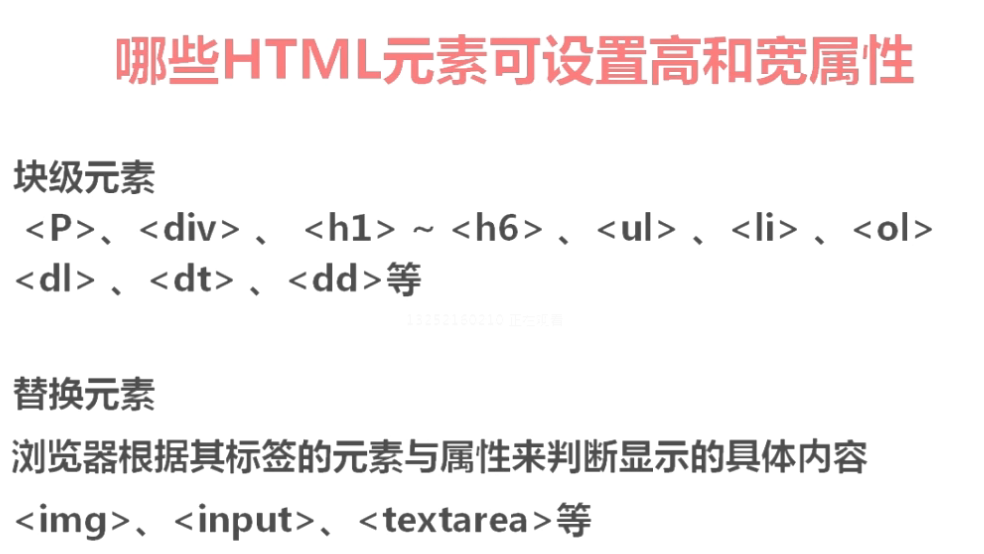 哪些HTML元素可设置高和宽属性
块级元素
<P>、<div> 、 <h1> ~ <h6> 、<ul> 、<li> 、<ol>
<dl> 、<dt> 、<dd>等
替换元素
浏览器根据其标签的元素与属性来判断显示的具体内容
<img>、<input>、<textarea>等